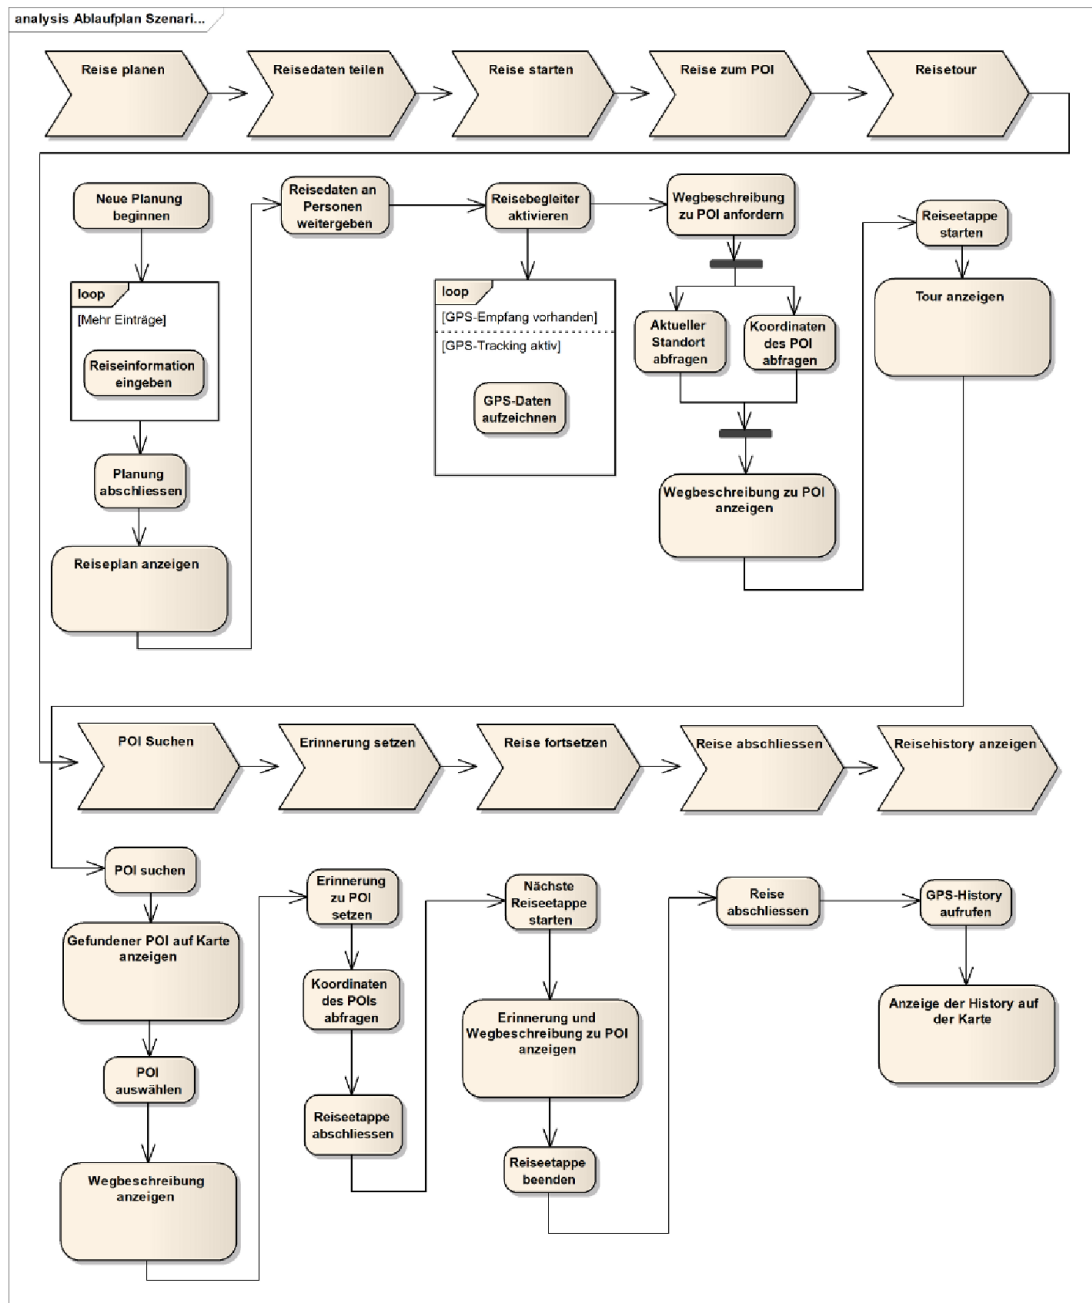 analysis Ablaufplan Szenari...
Reise planen
Reisedaten teilen
Reise starten
Reise zum POI
Reisetour
Neue Planung
beginnen
loop
[Mehr Einträge]
Reiseinformation
eingeben
Planung
abschliessen
Reiseplan anzeigen
Reisedaten an
Personen
weitergeben
Reisebegleiter
aktivieren
loop
[GPS-Empfang vorhanden]
[GPS-Tracking aktiv]
GPS-Daten
aufzeichnen
Wegbeschreibung
zu POI anfordern
Aktueller
Standort
abfragen
Koordinaten
des POI
abfragen
Wegbeschreibung zu POI
anzeigen
Reiseetappe
starten
Tour anzeigen
POI Suchen
Erinnerung setzen
Reise fortsetzen
Reise abschliessen
Reisehistory anzeigen
POI suchen
Gefundener POI auf Karte
anzeigen
POI
auswählen
Wegbeschreibung
anzeigen
Erinnerung
zu POI
setzen
Koordinaten
des POIs
abfragen
Reiseetappe
abschliessen
Nächste
Reiseetappe
starten
Erinnerung und
Wegbeschreibung zu POI
anzeigen
Reiseetappe
beenden
Reise
abschliessen
GPS-History
aufrufen
Anzeige der History auf
der Karte